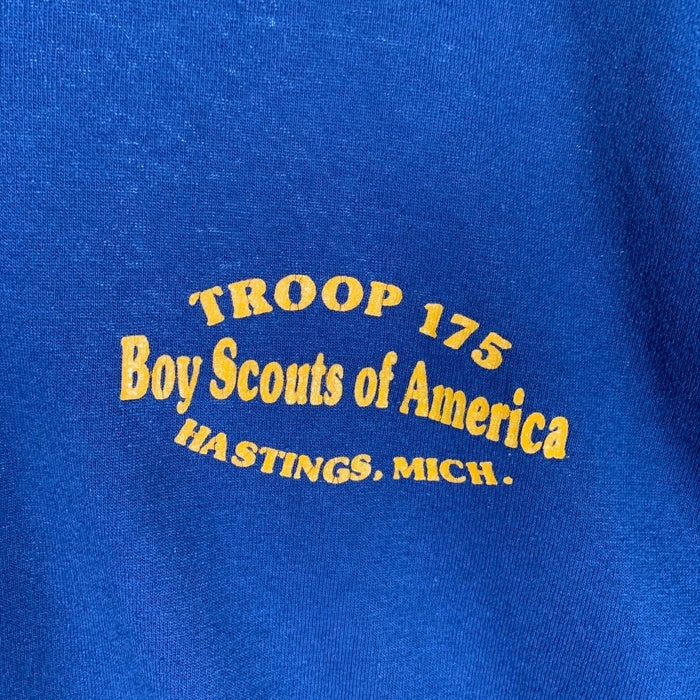 TROOP 175
Boy Scouts of America
HASTINGS, MICH.